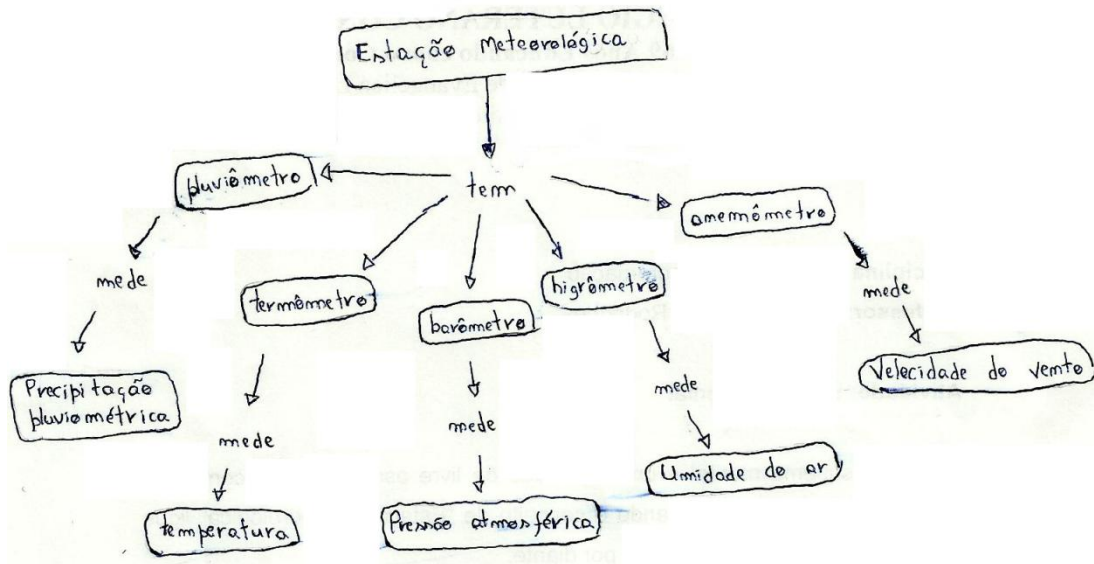 Estação Meteorológica
tem
pluviômetro
termômetro
barômetro
higrômetro
anemômetro
mede
mede
mede
mede
mede
Precipitação
pluviométrica
temperatura
Pressão atmosférica
Umidade do ar
Velocidade do vento